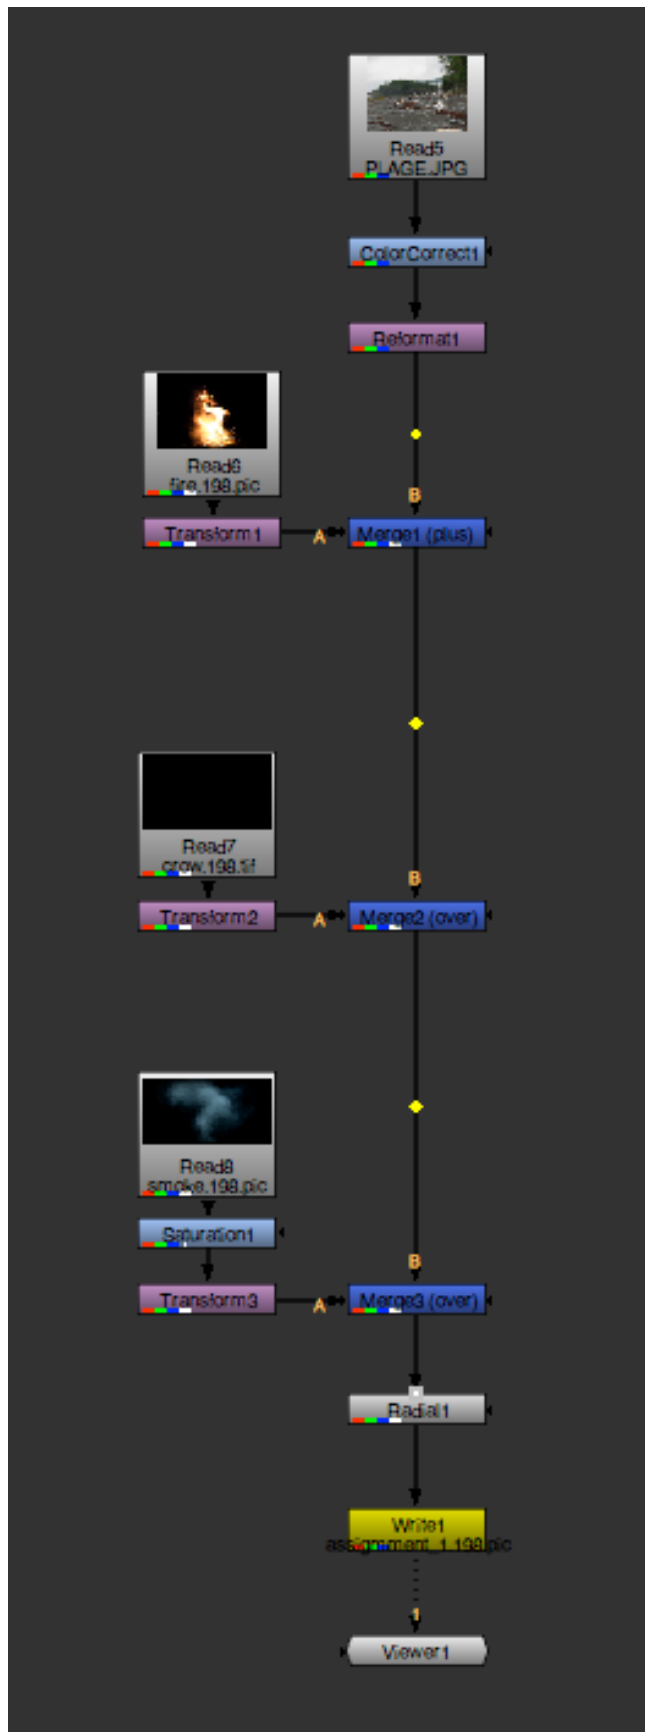 Read5
PLAGE.JPG
ColorCorrect1
Reformat1
Read6
fire.198.pic
B
Transform1
A
Merge1 (plus)
Read7
crow.198.tif
B
Transform2
A
Merge2 (over)
Read8
smoke.198.pic
Saturation1
B
Transform3
A
Merge3 (over)
Radial1
Write1
assignment_1.198.pic
1
Viewer1